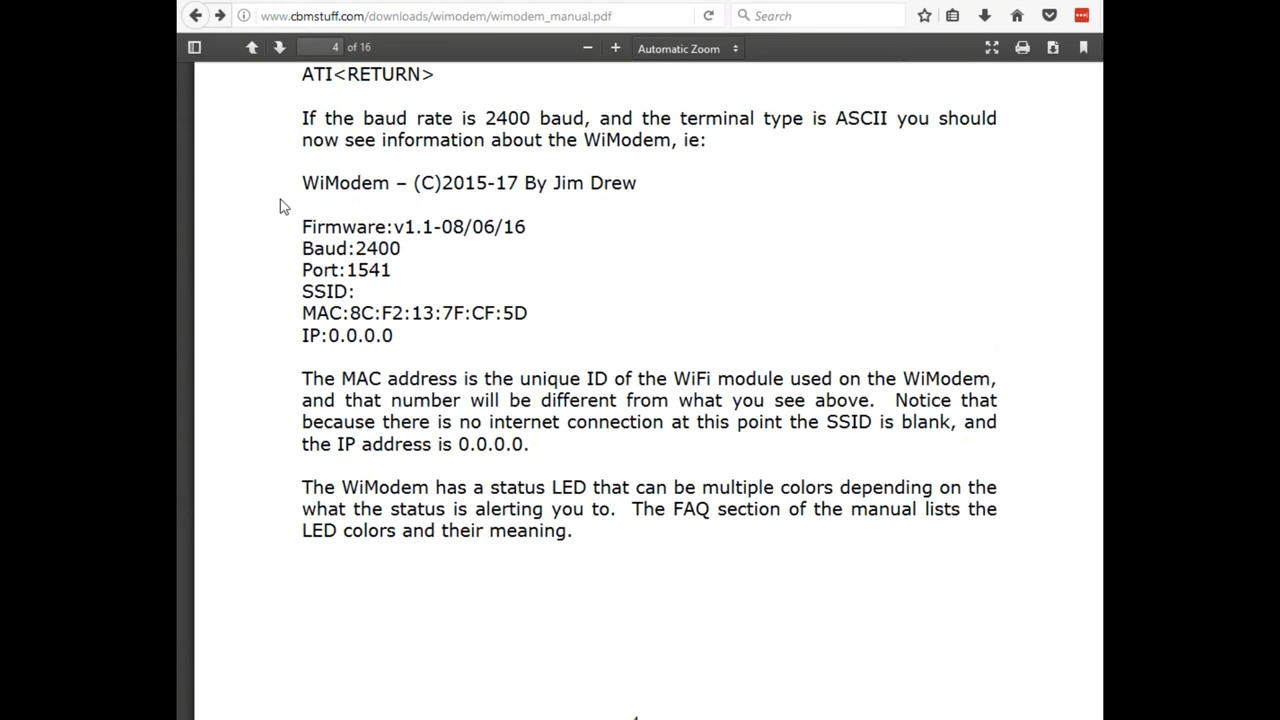 www.cbmstuff.com/downloads/wimodem/wimodem_manual.pdf
Search
4 of 16
Automatic Zoom
ATI<RETURN>
If the baud rate is 2400 baud, and the terminal type is ASCII you should
now see information about the WiModem, ie:
WiModem – (C)2015-17 By Jim Drew
Firmware:v1.1-08/06/16
Baud:2400
Port:1541
SSID:
MAC:8C:F2:13:7F:CF:5D
IP:0.0.0.0
The MAC address is the unique ID of the WiFi module used on the WiModem,
and that number will be different from what you see above. Notice that
because there is no internet connection at this point the SSID is blank, and
the IP address is 0.0.0.0.
The WiModem has a status LED that can be multiple colors depending on the
what the status is alerting you to. The FAQ section of the manual lists the
LED colors and their meaning.